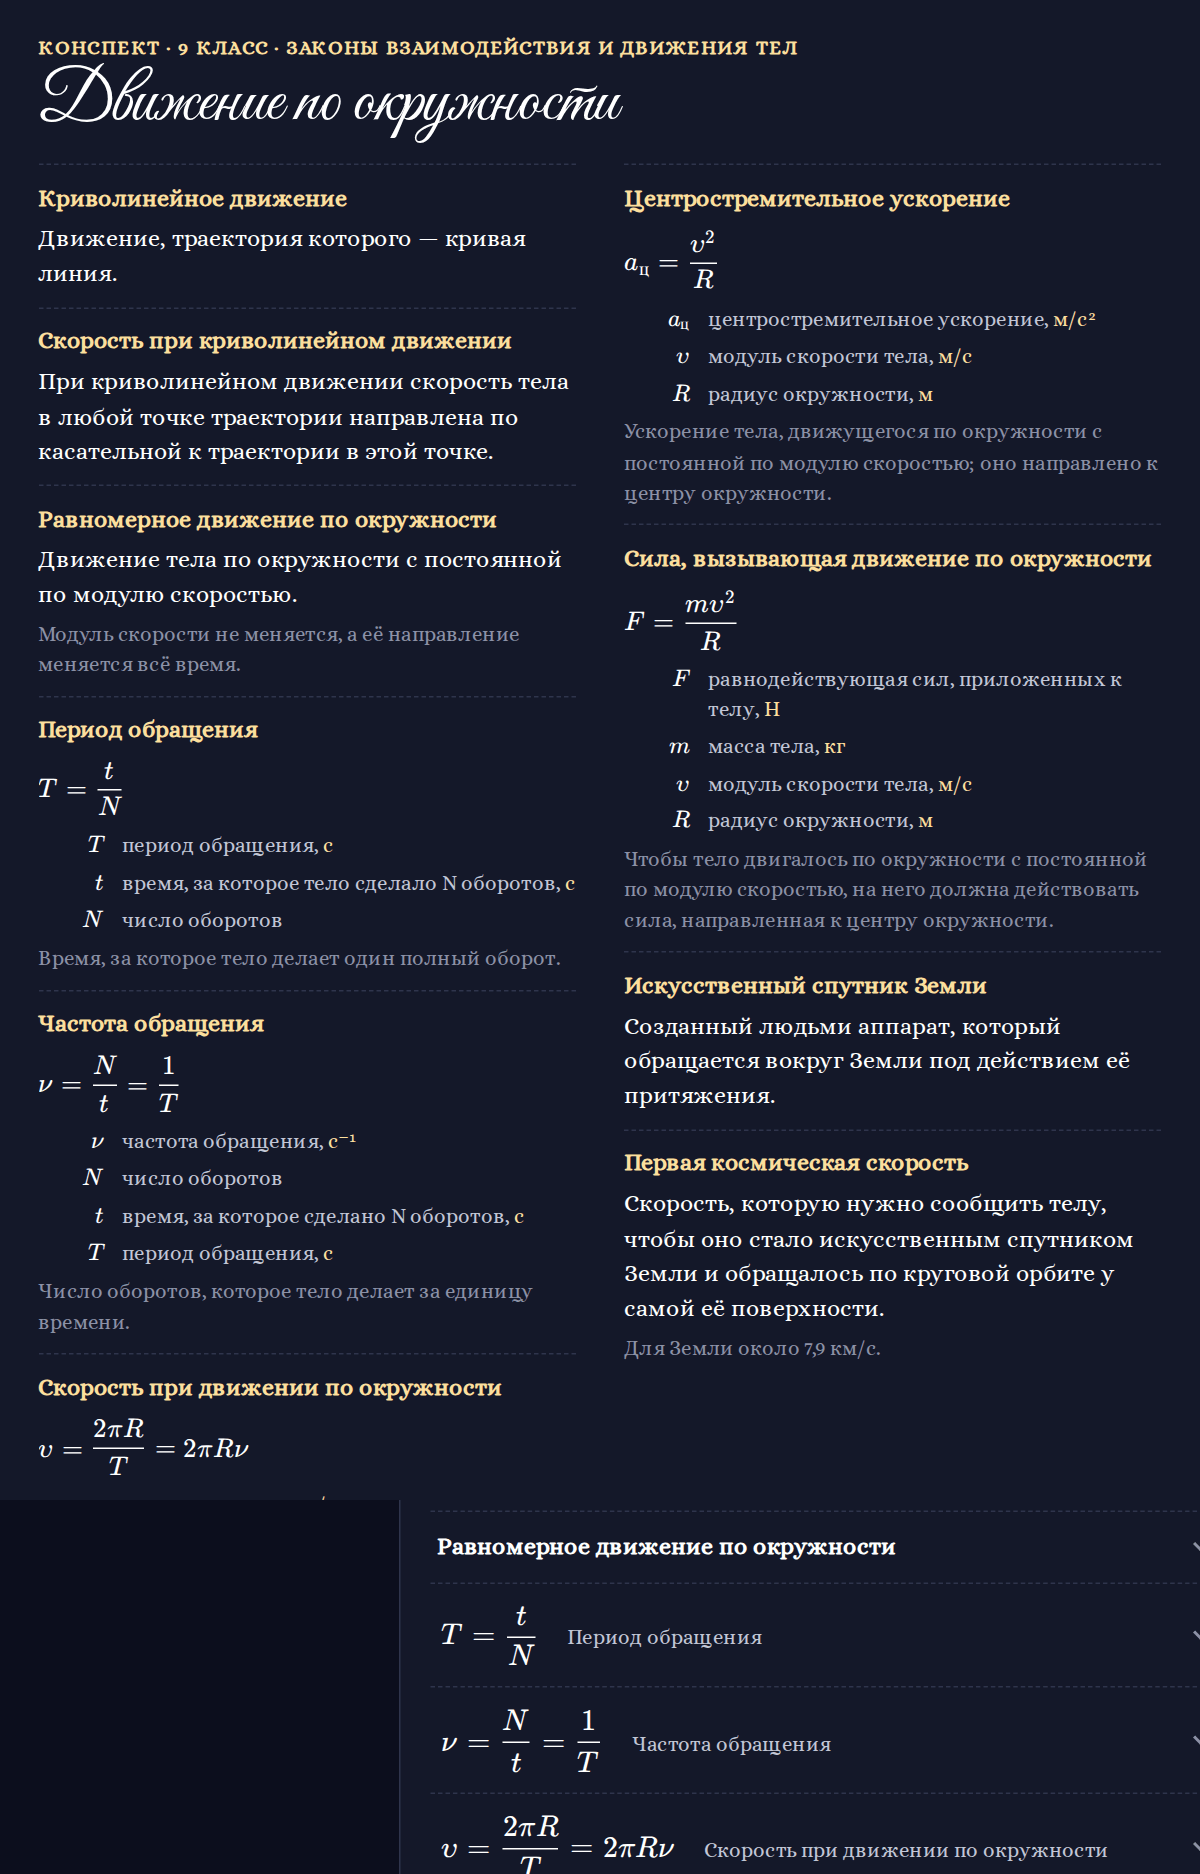 КОНСПЕКТ · 9 КЛАСС · ЗАКОНЫ ВЗАИМОДЕЙСТВИЯ И ДВИЖЕНИЯ ТЕЛ
Движение по окружности
Криволинейное движение
Движение, траектория которого — кривая
линия.
Скорость при криволинейном движении
При криволинейном движении скорость тела
в любой точке траектории направлена по
касательной к траектории в этой точке.
Равномерное движение по окружности
Движение тела по окружности с постоянной
по модулю скоростью.
Модуль скорости не меняется, а её направление
меняется всё время.
Период обращения
T = t/N
T период обращения, с
t время, за которое тело сделало N оборотов, с
N число оборотов
Время, за которое тело делает один полный оборот.
Частота обращения
ν = N/t = 1/T
ν частота обращения, с⁻¹
N число оборотов
t время, за которое сделано N оборотов, с
T период обращения, с
Число оборотов, которое тело делает за единицу
времени.
Скорость при движении по окружности
υ = 2πR/T = 2πRν
Центростремительное ускорение
aц = υ²/R
aц центростремительное ускорение, м/с²
υ модуль скорости тела, м/с
R радиус окружности, м
Ускорение тела, движущегося по окружности с
постоянной по модулю скоростью; оно направлено к
центру окружности.
Сила, вызывающая движение по окружности
F = mυ²/R
F равнодействующая сил, приложенных к
телу, Н
m масса тела, кг
υ модуль скорости тела, м/с
R радиус окружности, м
Чтобы тело двигалось по окружности с постоянной
по модулю скоростью, на него должна действовать
сила, направленная к центру окружности.
Искусственный спутник Земли
Созданный людьми аппарат, который
обращается вокруг Земли под действием её
притяжения.
Первая космическая скорость
Скорость, которую нужно сообщить телу,
чтобы оно стало искусственным спутником
Земли и обращалось по круговой орбите у
самой её поверхности.
Для Земли около 7,9 км/с.
Равномерное движение по окружности
T = t/N Период обращения
ν = N/t = 1/T Частота обращения
υ = 2πR/T = 2πRν Скорость при движении по окружности